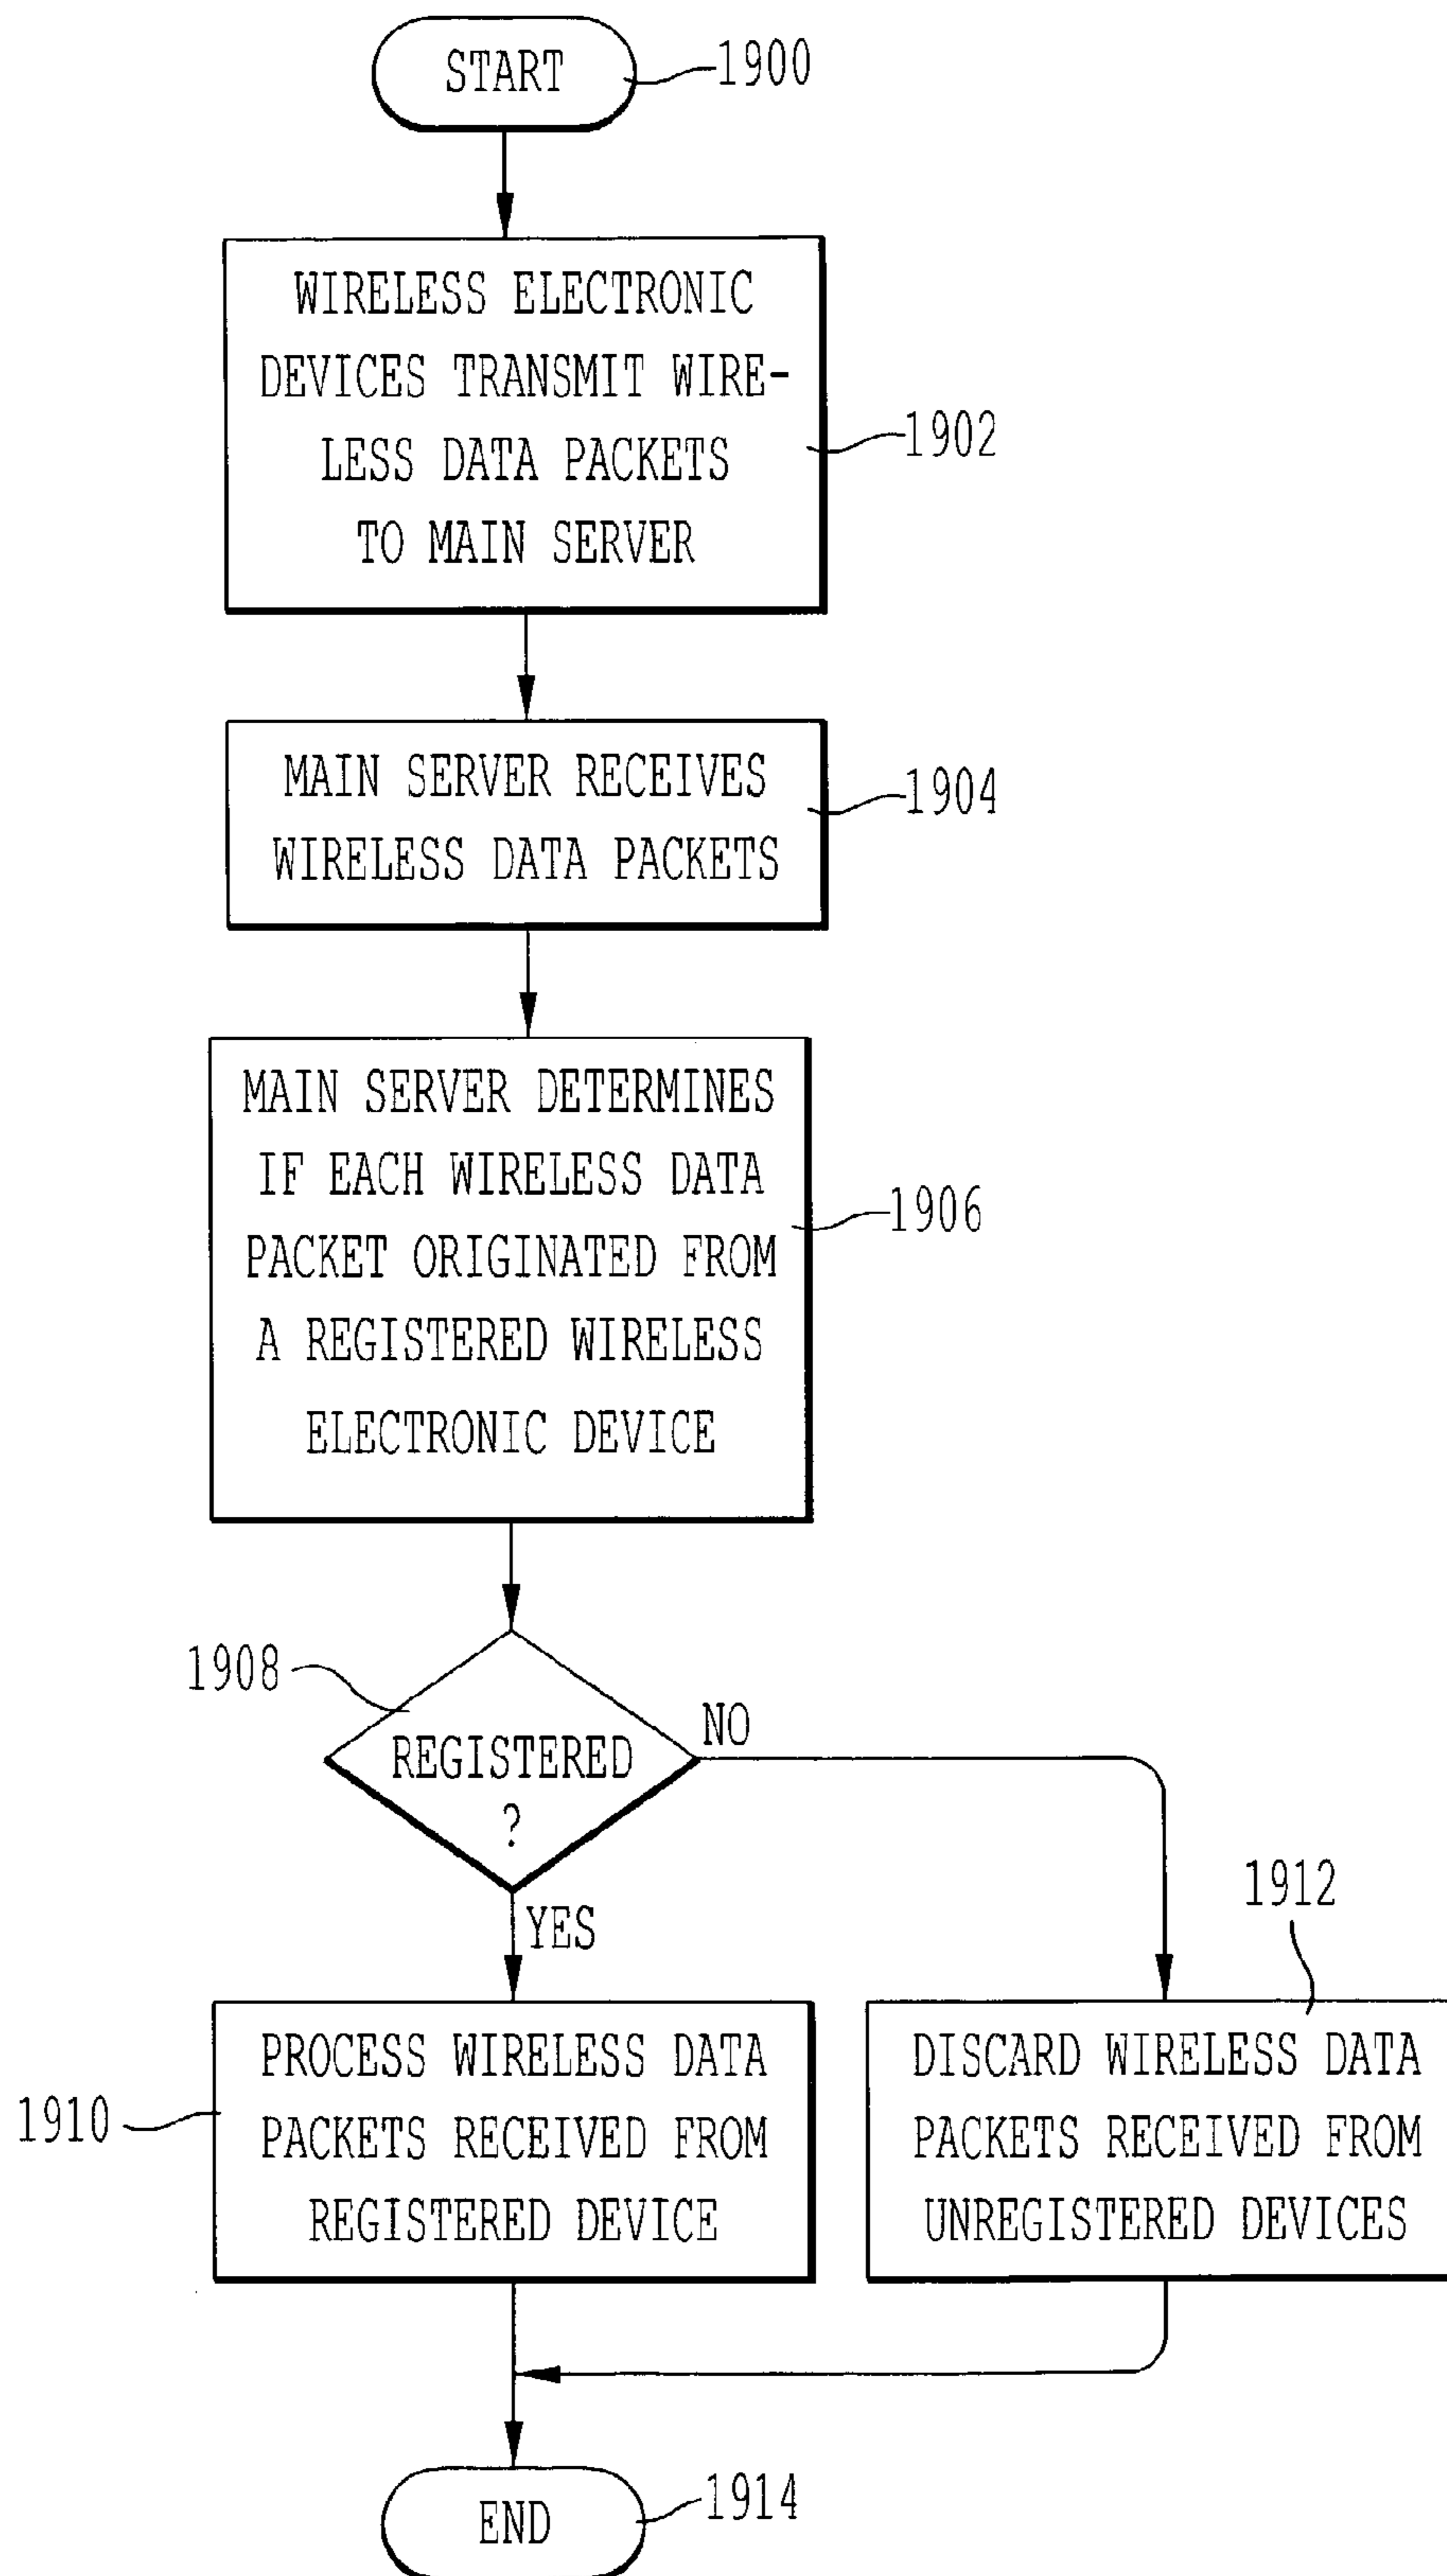 START
1900
WIRELESS ELECTRONIC
DEVICES TRANSMIT WIRE-
LESS DATA PACKETS
TO MAIN SERVER
1902
MAIN SERVER RECEIVES
WIRELESS DATA PACKETS
1904
MAIN SERVER DETERMINES
IF EACH WIRELESS DATA
PACKET ORIGINATED FROM
A REGISTERED WIRELESS
ELECTRONIC DEVICE
1906
1908
REGISTERED
?
NO
YES
1912
PROCESS WIRELESS DATA
PACKETS RECEIVED FROM
REGISTERED DEVICE
1910
DISCARD WIRELESS DATA
PACKETS RECEIVED FROM
UNREGISTERED DEVICES
END
1914